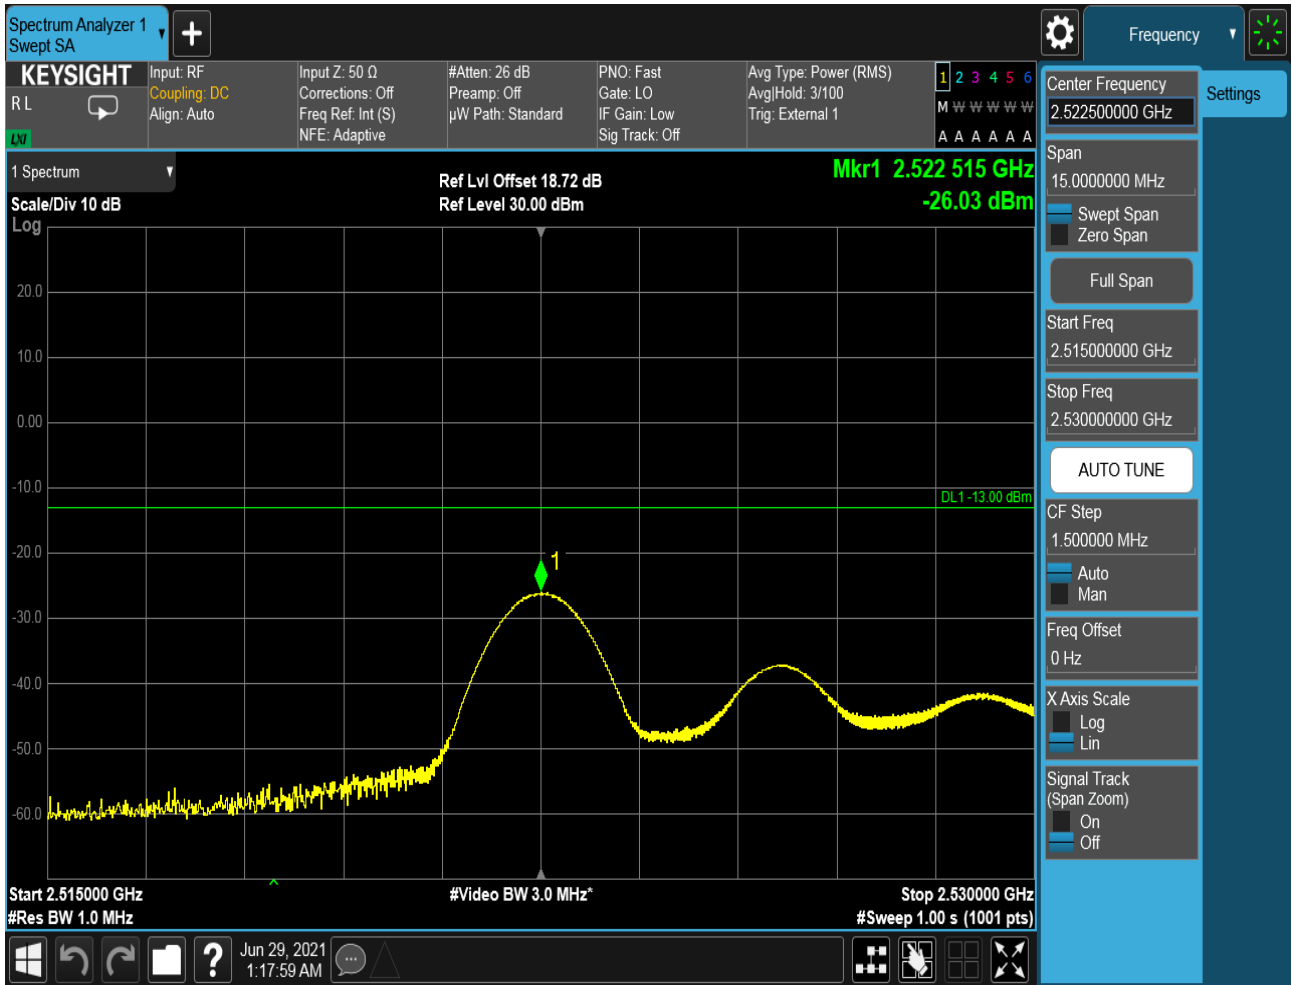 Spectrum Analyzer 1
Swept SA
Frequency
KEYSIGHT
R L
LXI
Input: RF
Coupling: DC
Align: Auto
Input Z: 50 Ω
Corrections: Off
Freq Ref: Int (S)
NFE: Adaptive
#Atten: 26 dB
Preamp: Off
µW Path: Standard
PNO: Fast
Gate: LO
IF Gain: Low
Sig Track: Off
Avg Type: Power (RMS)
Avg|Hold: 3/100
Trig: External 1
1 2 3 4 5 6
M W W W W W
A A A A A A
1 Spectrum
Scale/Div 10 dB
Log
Ref Lvl Offset 18.72 dB
Ref Level 30.00 dBm
Mkr1 2.522 515 GHz
-26.03 dBm
20.0
10.0
0.00
-10.0
-20.0
-30.0
-40.0
-50.0
-60.0
DL1 -13.00 dBm
1
Start 2.515000 GHz
#Res BW 1.0 MHz
#Video BW 3.0 MHz*
Stop 2.530000 GHz
#Sweep 1.00 s (1001 pts)
Jun 29, 2021
1:17:59 AM
Center Frequency
2.522500000 GHz
Settings
Span
15.0000000 MHz
Swept Span
Zero Span
Full Span
Start Freq
2.515000000 GHz
Stop Freq
2.530000000 GHz
AUTO TUNE
CF Step
1.500000 MHz
Auto
Man
Freq Offset
0 Hz
X Axis Scale
Log
Lin
Signal Track
(Span Zoom)
On
Off